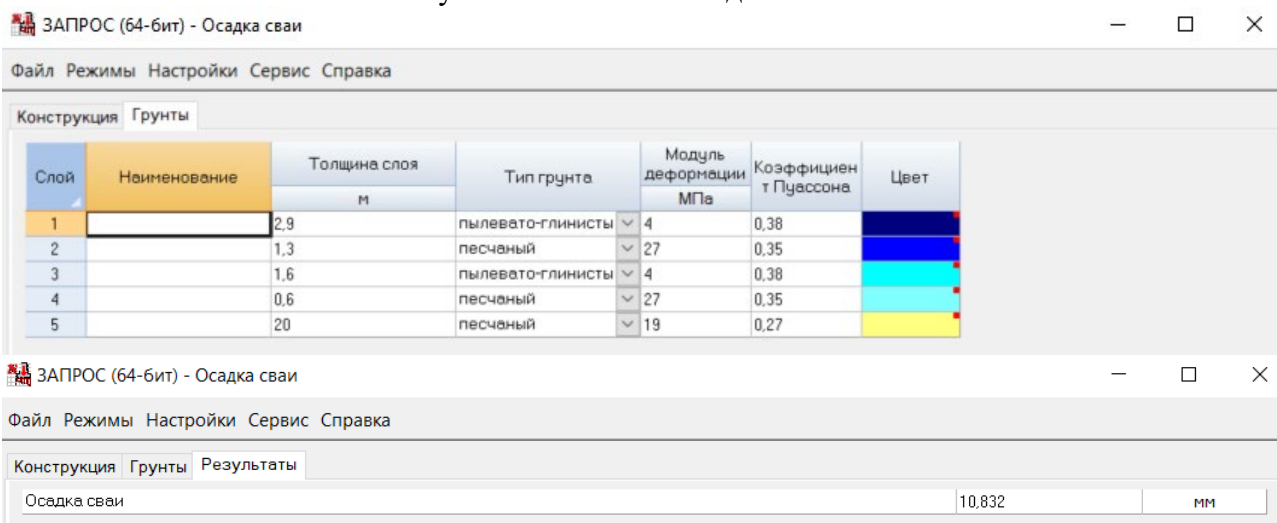 ЗАПРОС (64-бит) - Осадка сваи
Файл Режимы Настройки Сервис Справка
Конструкция Грунты
Слой Наименование Толщина слоя Тип грунта Модуль деформации Коэффициен т Пуассона Цвет
м МПа
1 2,9 пылевато-глинисты 4 0,38
2 1,3 песчаный 27 0,35
3 1,6 пылевато-глинисты 4 0,38
4 0,6 песчаный 27 0,35
5 20 песчаный 19 0,27
ЗАПРОС (64-бит) - Осадка сваи
Файл Режимы Настройки Сервис Справка
Конструкция Грунты Результаты
Осадка сваи 10,832 мм